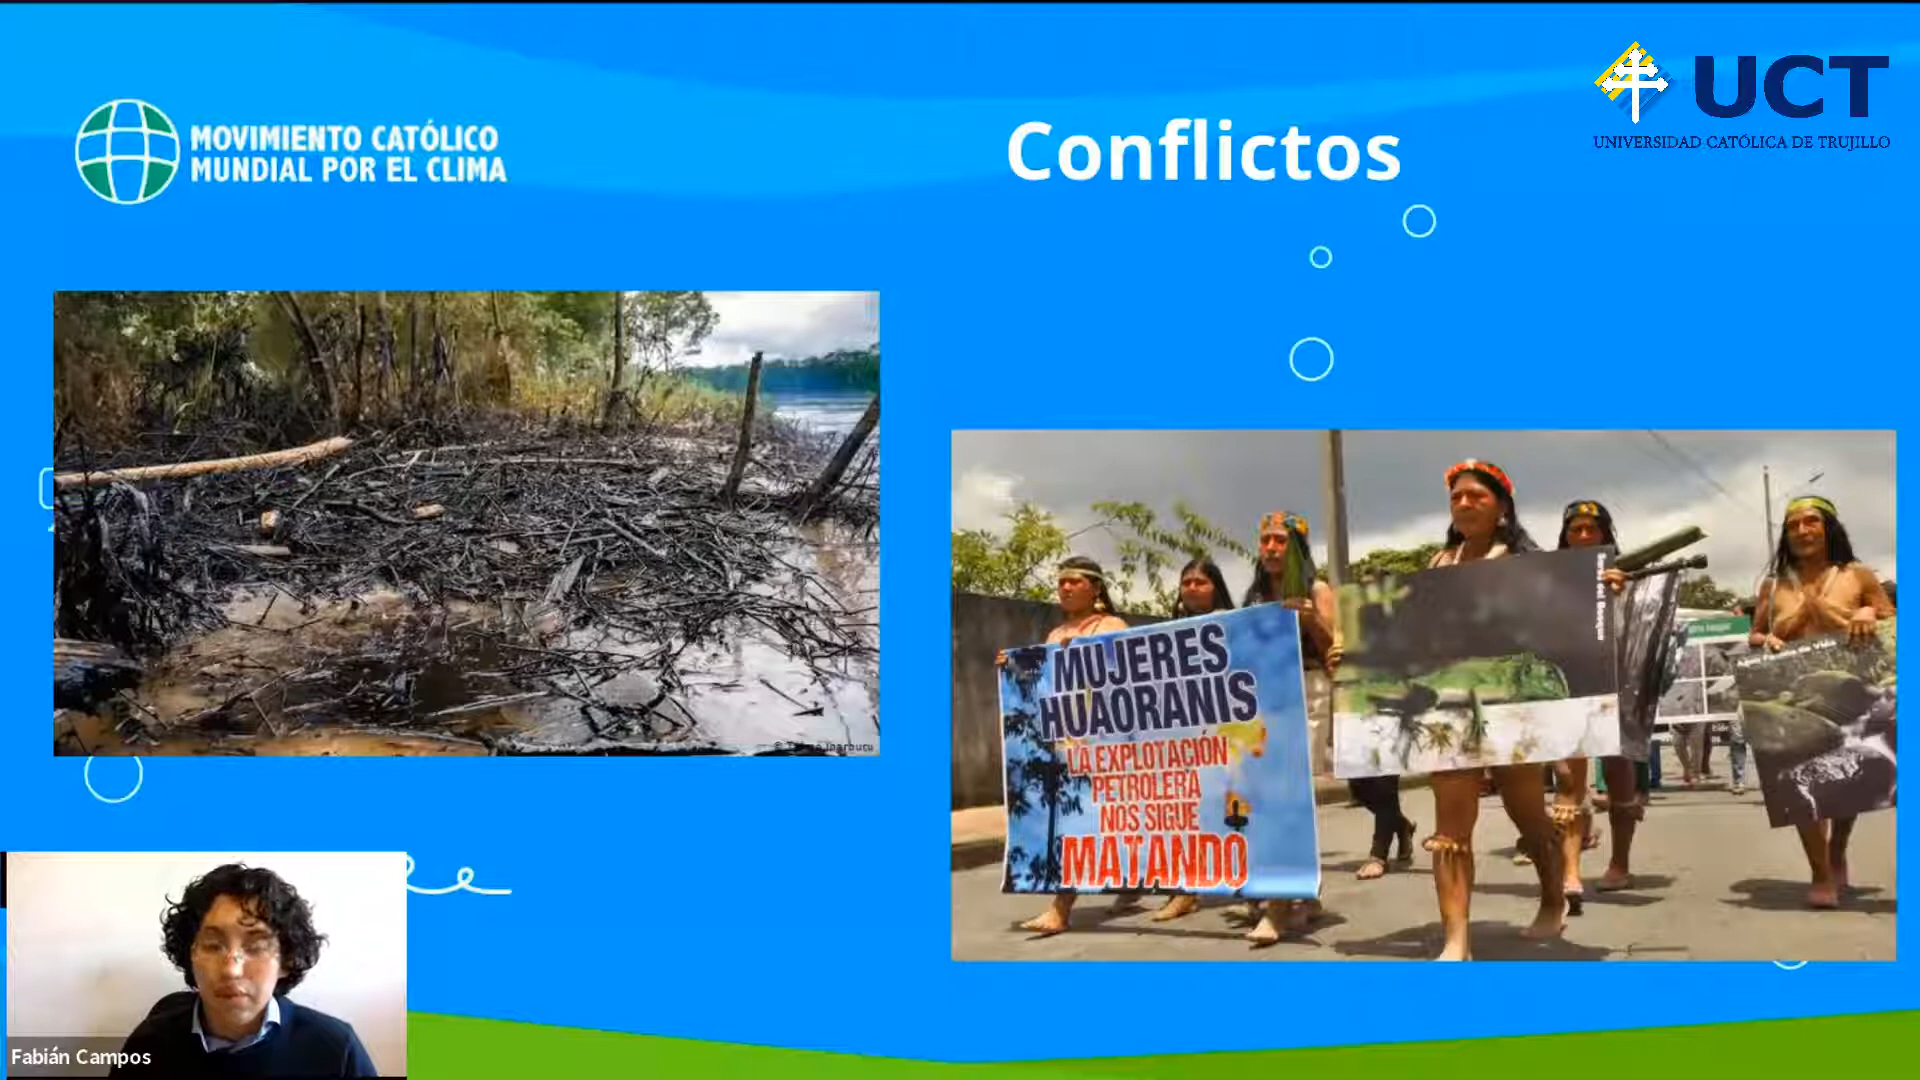 MOVIMIENTO CATÓLICO
MUNDIAL POR EL CLIMA
Conflictos
UCT
UNIVERSIDAD CATÓLICA DE TRUJILLO
MUJERES
HUAORANIS
LA EXPLOTACIÓN
PETROLERA
NOS SIGUE
MATANDO
Fabián Campos